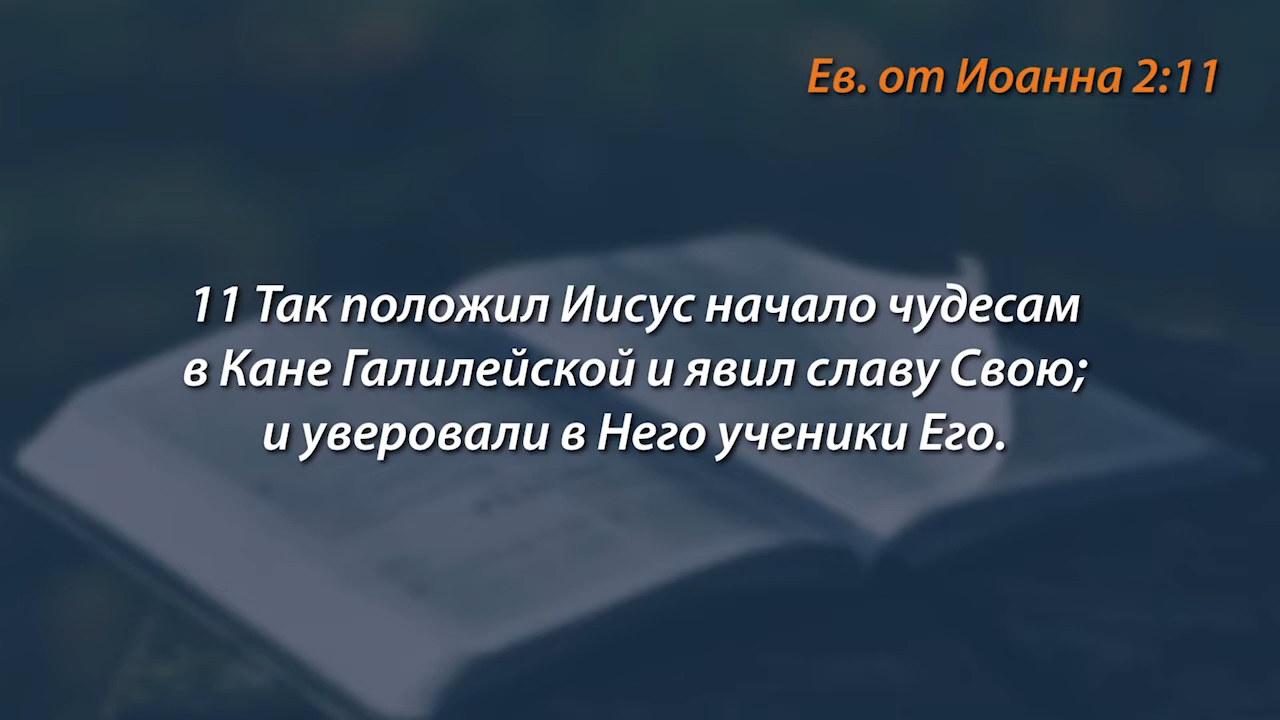 Ев. от Иоанна 2:11
11 Так положил Иисус начало чудесам
в Кане Галилейской и явил славу Свою;
и уверовали в Него ученики Его.